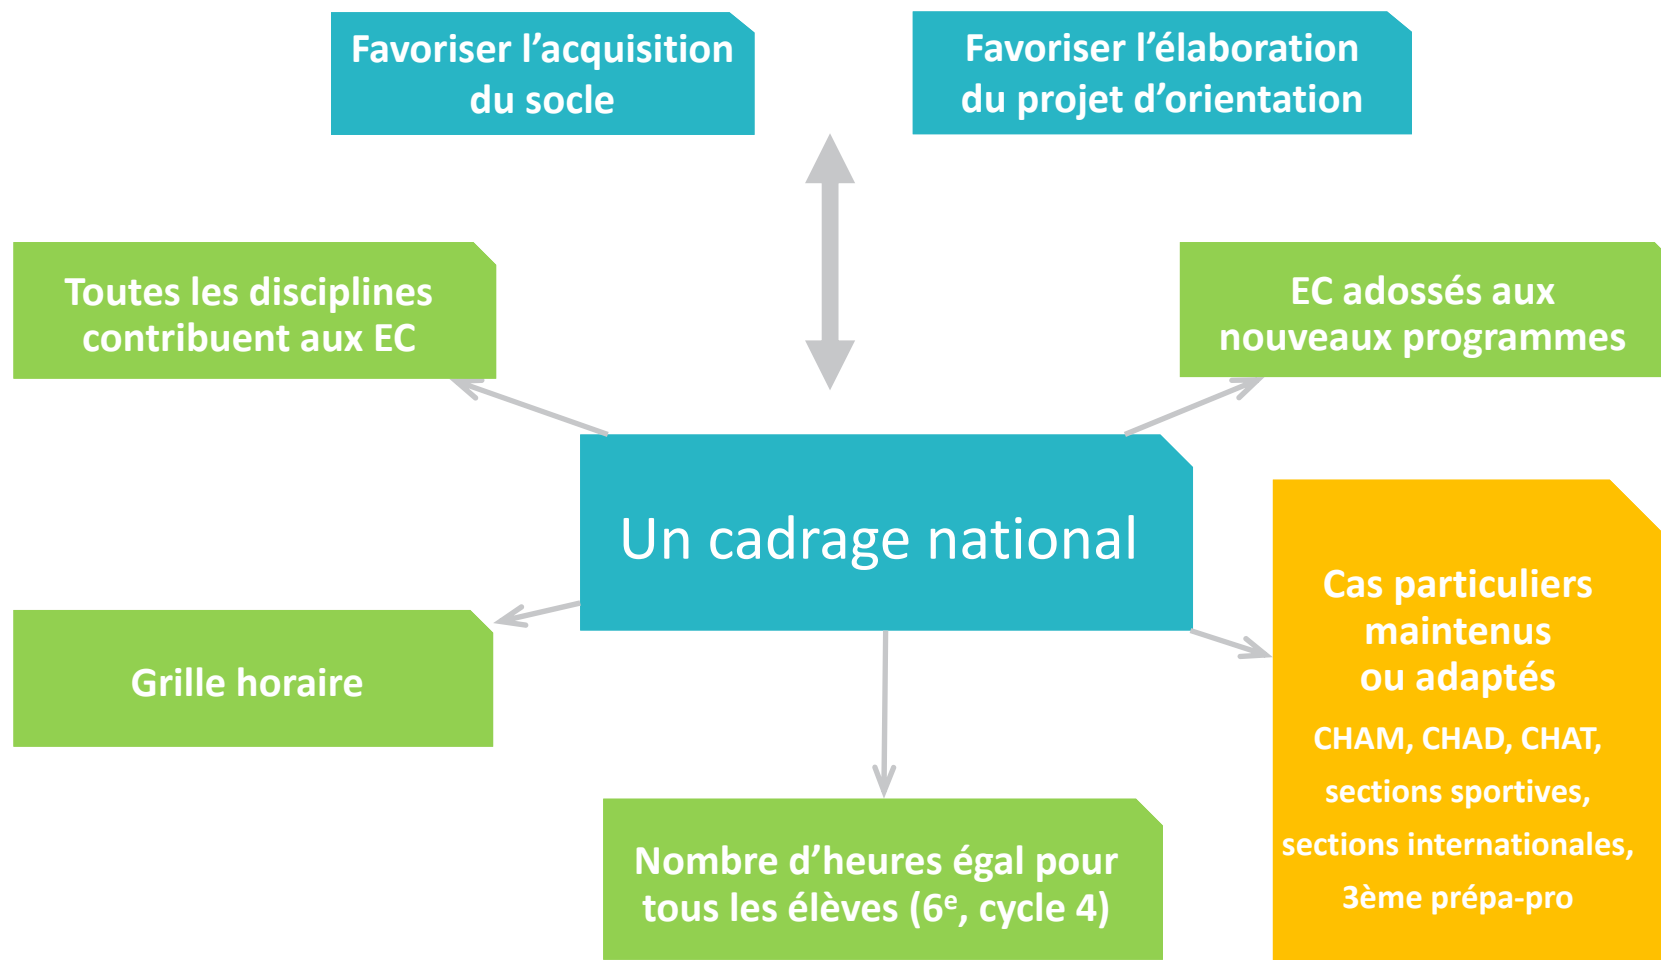 Favoriser l’acquisition
du socle
Favoriser l’élaboration
du projet d’orientation
Toutes les disciplines
contribuent aux EC
EC adossés aux
nouveaux programmes
Un cadrage national
Grille horaire
Nombre d’heures égal pour
tous les élèves (6ᵉ, cycle 4)
Cas particuliers
maintenus
ou adaptés
CHAM, CHAD, CHAT,
sections sportives,
sections internationales,
3ème prépa-pro